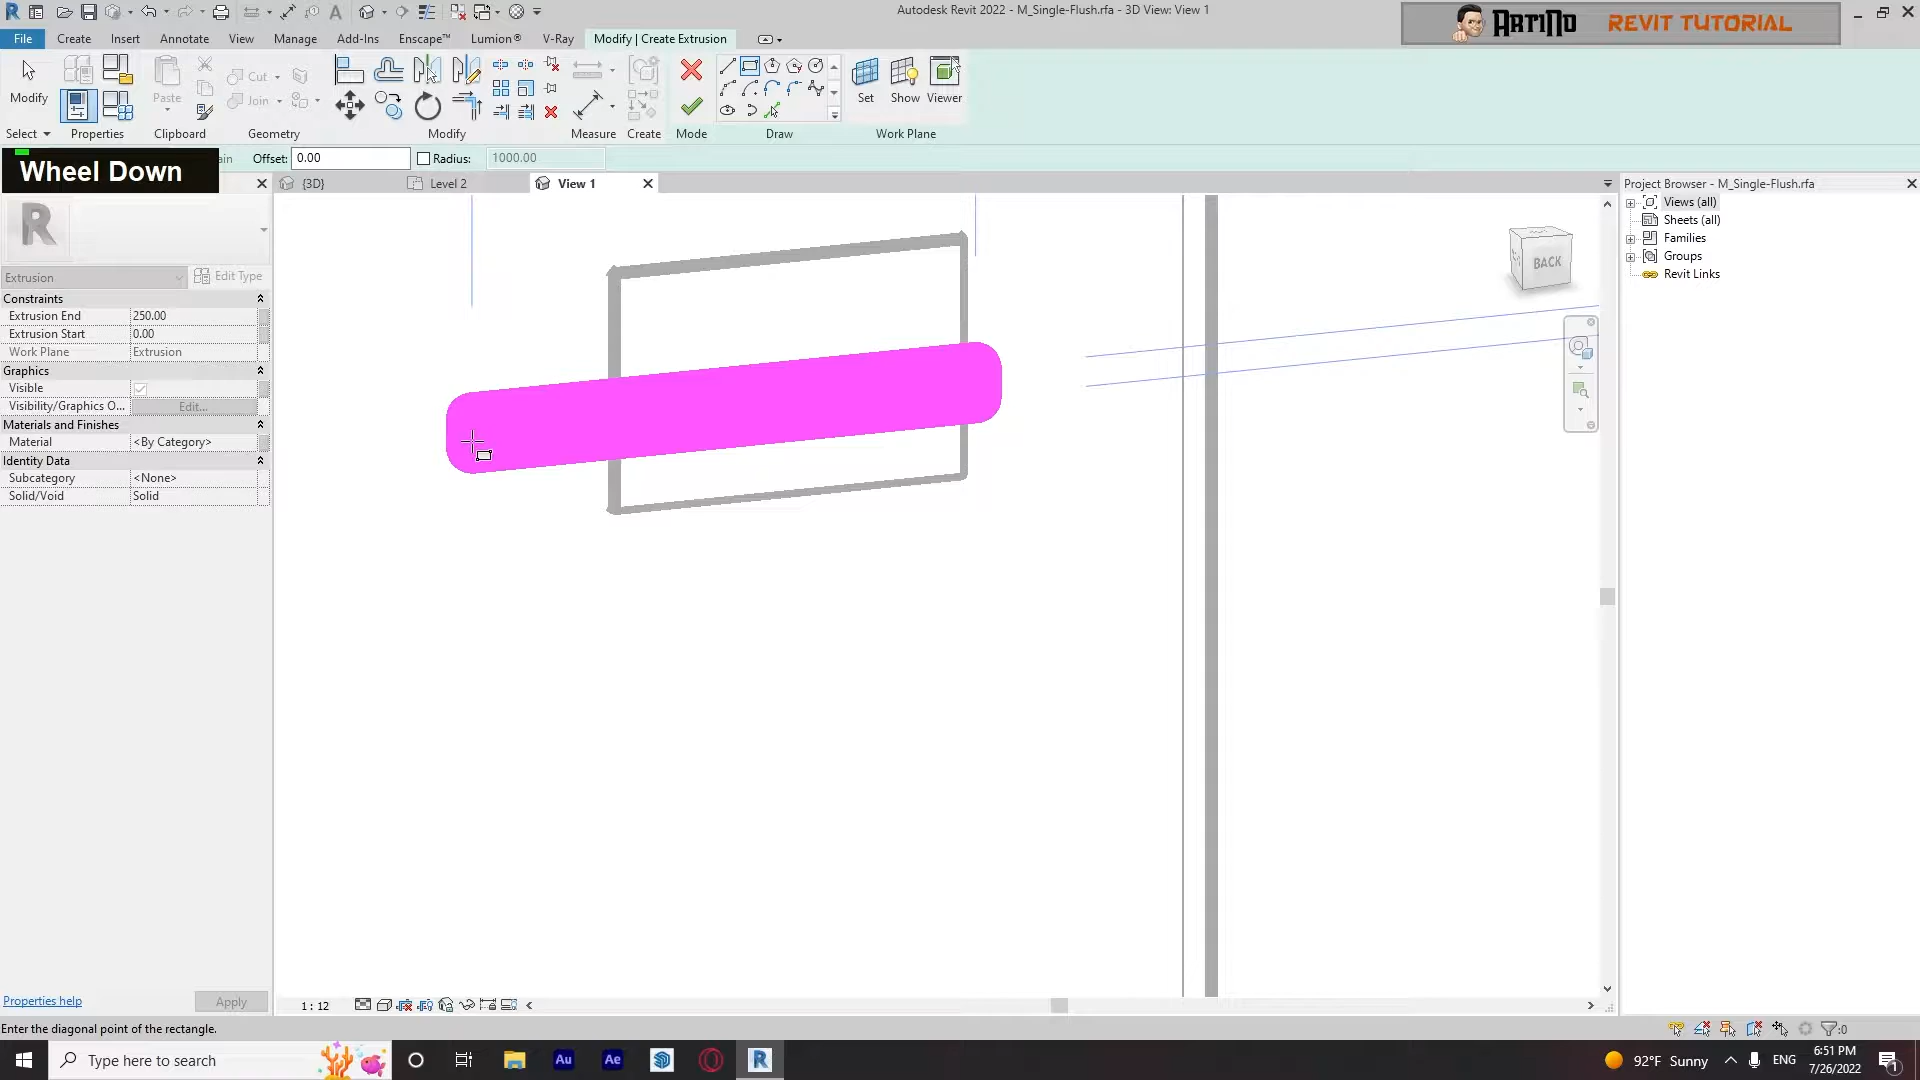 Autodesk Revit 2022 - M_Single-Flush.rfa - 3D View: View 1
ARTINO REVIT TUTORIAL
File Create Insert Annotate View Manage Add-Ins Enscape™ Lumion® V-Ray Modify | Create Extrusion
Modify Paste Cut Join Set Show Viewer
Select Properties Clipboard Geometry Modify Measure Create Mode Draw Work Plane
Wheel Down
Offset: 0.00 Radius: 1000.00
{3D} Level 2 View 1
Project Browser - M_Single-Flush.rfa
Views (all)
Sheets (all)
Families
Groups
Revit Links
BACK
R
Extrusion Edit Type
Constraints
Extrusion End 250.00
Extrusion Start 0.00
Work Plane Extrusion
Graphics
Visible
Visibility/Graphics O... Edit...
Materials and Finishes
Material <By Category>
Identity Data
Subcategory <None>
Solid/Void Solid
Properties help Apply
1 : 12
Enter the diagonal point of the rectangle.
:0
Type here to search
Au Ae R
92°F Sunny ENG
6:51 PM
7/26/2022
1